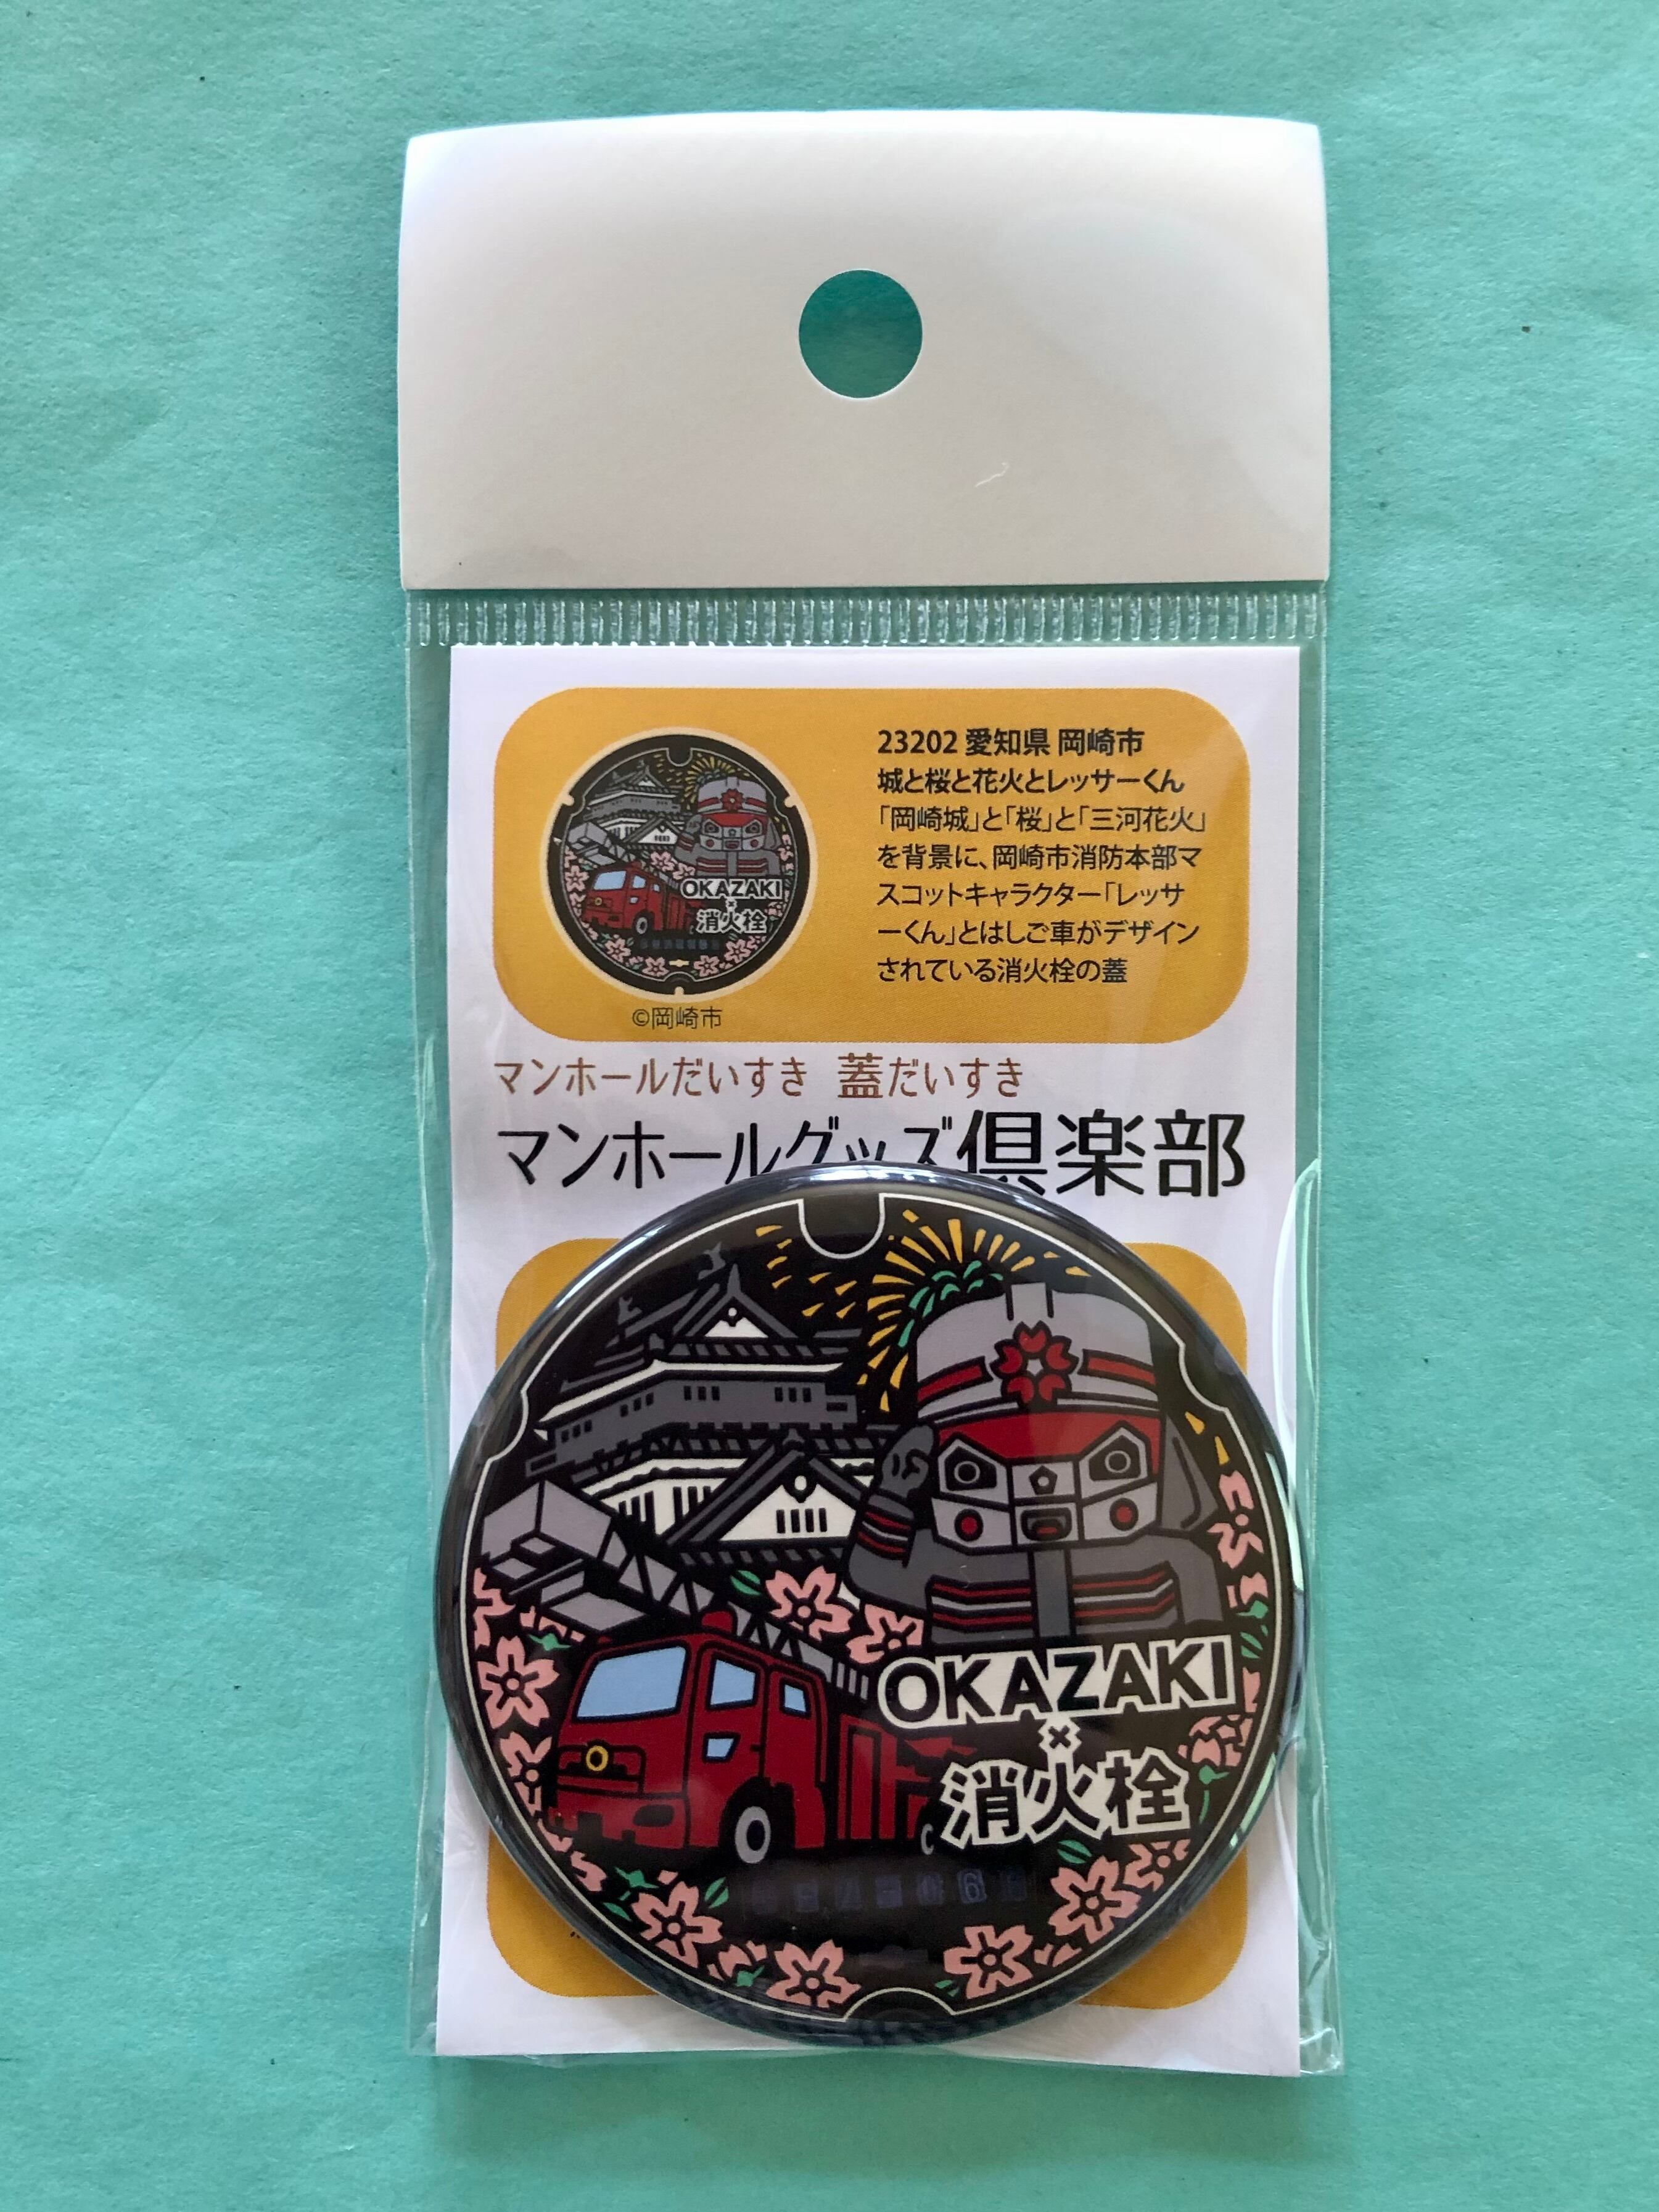 23202 愛知県 岡崎市
城と桜と花火とレッサーくん
「岡崎城」と「桜」と「三河花火」
を背景に、岡崎市消防本部マ
スコットキャラクター「レッサ
ーくん」とはしご車がデザイン
されている消火栓の蓋
OKAZAKI
×
消火栓
©岡崎市
マンホールだいすき 蓋だいすき
マンホールグッズ倶楽部
OKAZAKI
×
消火栓